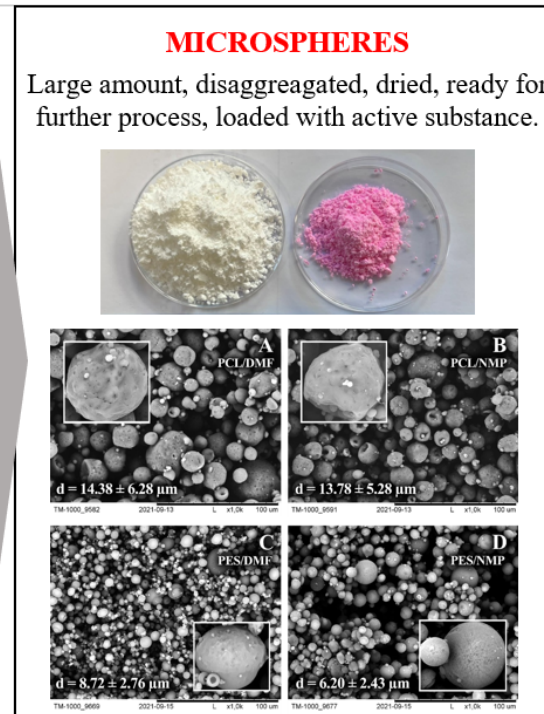 MICROSPHERES
Large amount, disaggreagated, dried, ready for
further process, loaded with active substance.
A
PCL/DMF
d = 14.38 ± 6.28 μm
TM-1000_9582 2021-09-13 L x1,0k 100 um
B
PCL/NMP
d = 13.78 ± 5.28 μm
TM-1000_9591 2021-09-13 L x1,0k 100 um
C
PES/DMF
d = 8.72 ± 2.76 μm
TM-1000_9669 2021-09-15 L x1,0k 100 um
D
PES/NMP
d = 6.20 ± 2.43 μm
TM-1000_9677 2021-09-15 L x1,0k 100 um